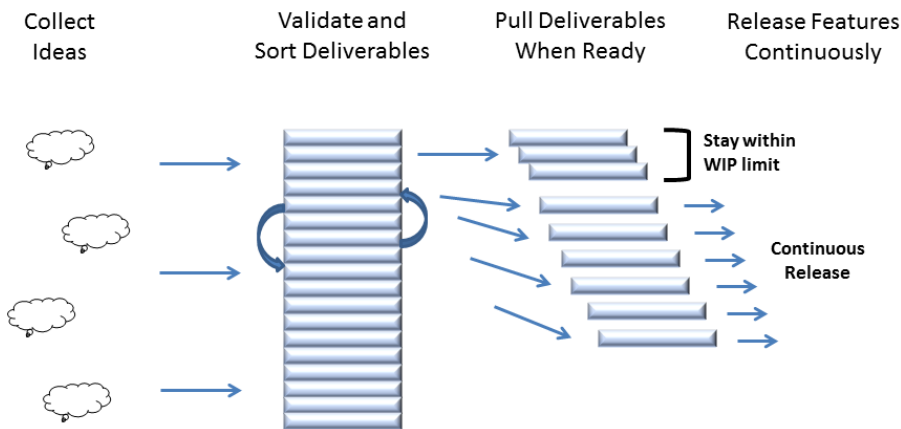 Collect
Ideas
Validate and
Sort Deliverables
Pull Deliverables
When Ready
Release Features
Continuously
Stay within
WIP limit
Continuous
Release